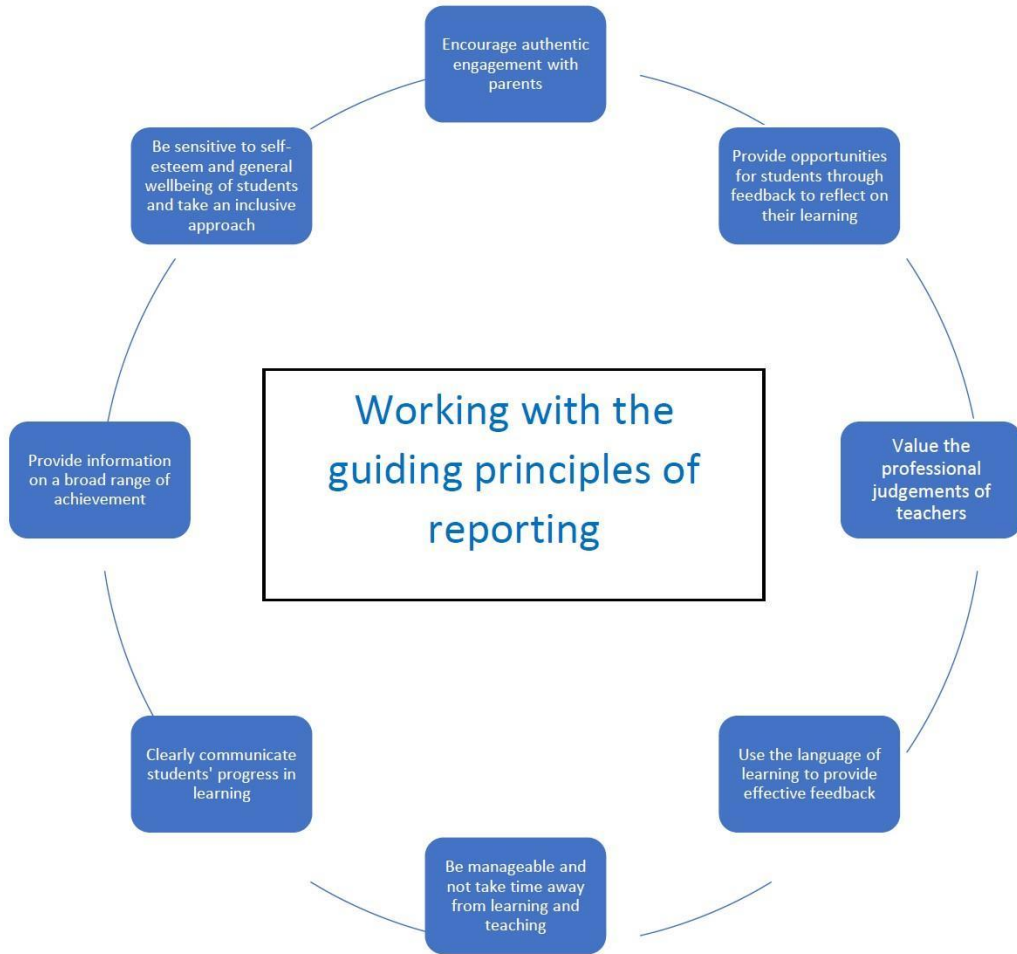 Encourage authentic
engagement with
parents
Provide opportunities
for students through
feedback to reflect on
their learning
Value the
professional
judgements of
teachers
Use the language of
learning to provide
effective feedback
Be manageable and
not take time away
from learning and
teaching
Clearly communicate
students' progress in
learning
Provide information
on a broad range of
achievement
Be sensitive to self-
esteem and general
wellbeing of students
and take an inclusive
approach
Working with the
guiding principles of
reporting